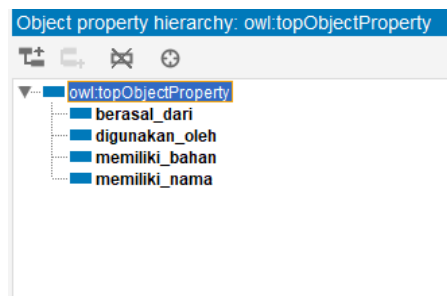 Object property hierarchy: owl:topObjectProperty
owl:topObjectProperty
berasal_dari
digunakan_oleh
memiliki_bahan
memiliki_nama